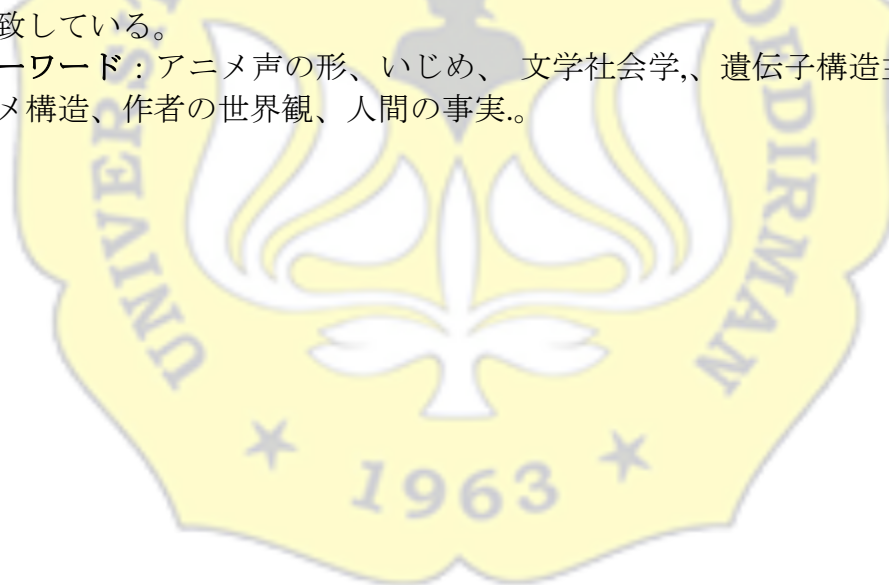 致している。
ーワード：アニメ声の形、いじめ、 文学社会学,、遺伝子構造主
メ構造、作者の世界観、人間の事実.。
UNIVERS
OEDIRMAN
1963